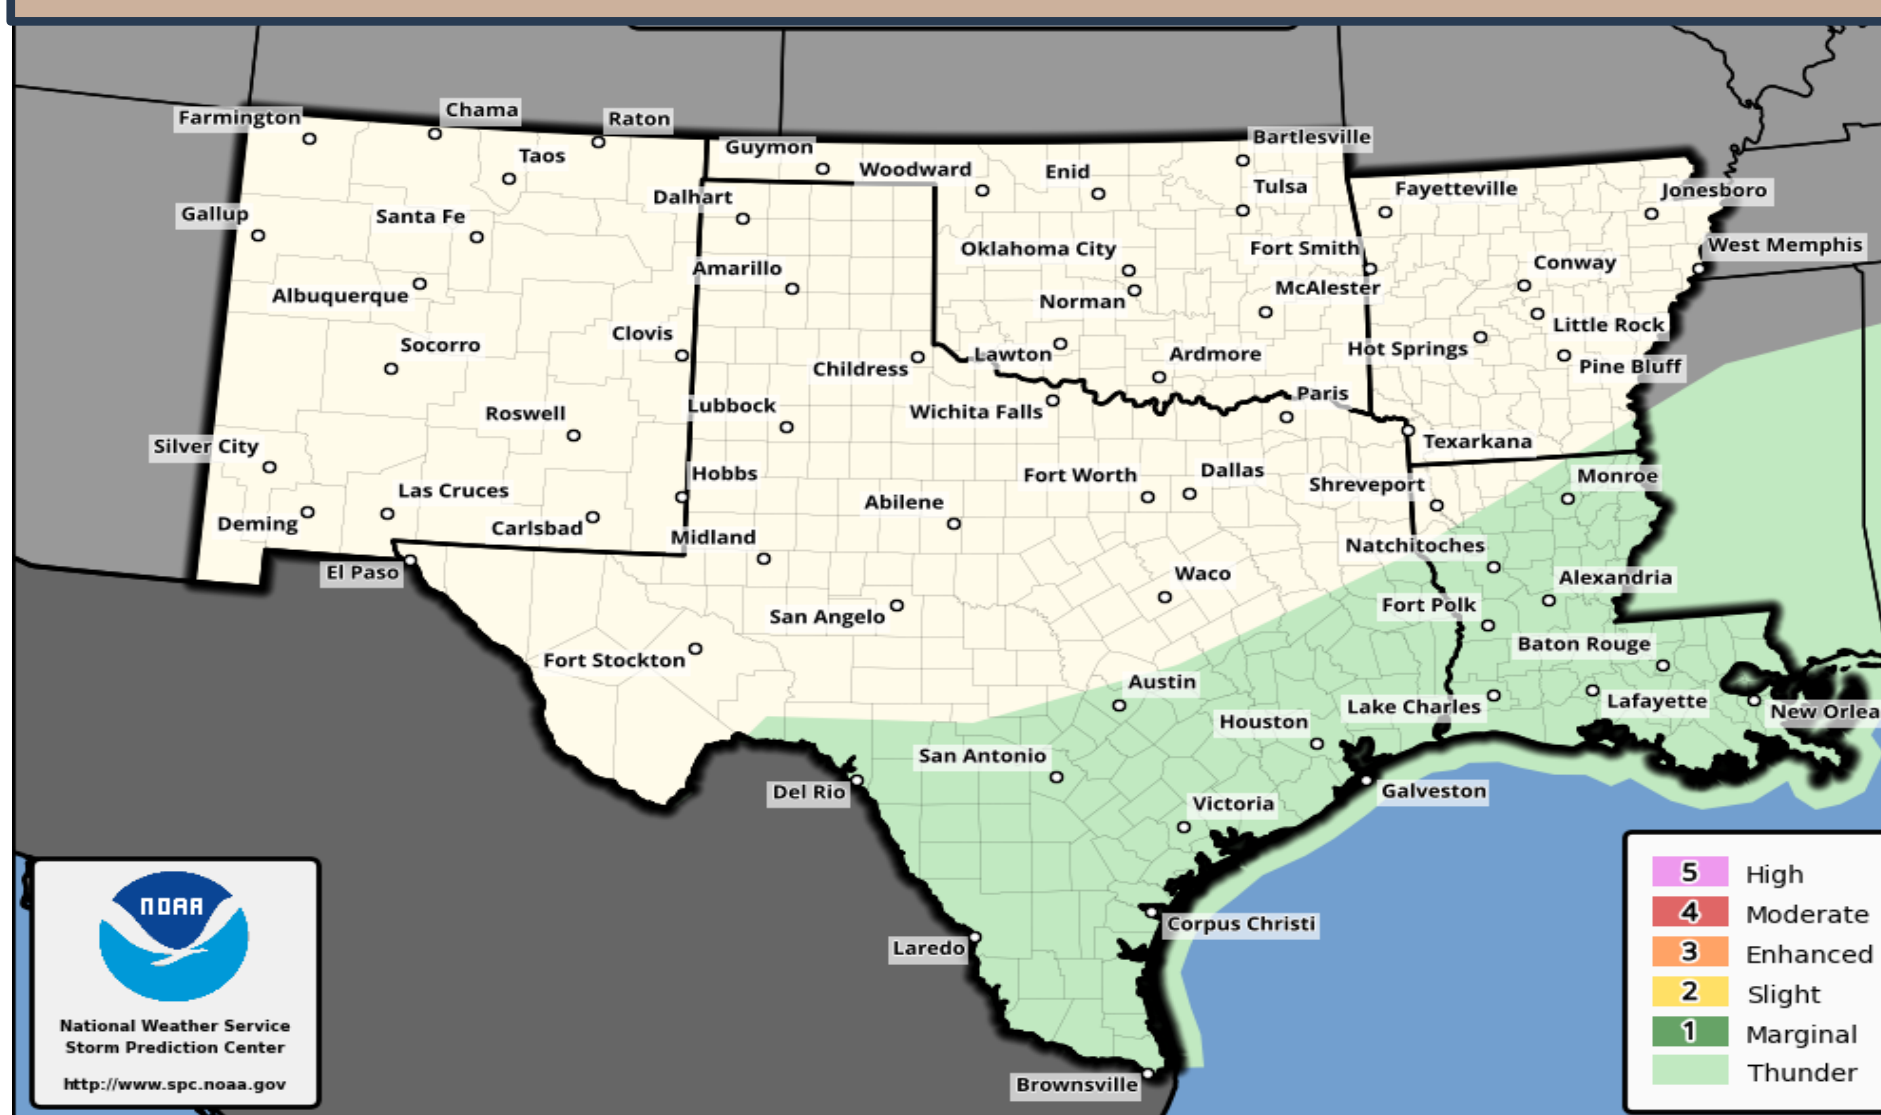 Farmington
Chama
Raton
Taos
Guymon
Woodward
Enid
Bartlesville
Tulsa
Fayetteville
Jonesboro
Dalhart
Gallup
Santa Fe
Oklahoma City
Fort Smith
Conway
West Memphis
Amarillo
Albuquerque
Norman
McAlester
Little Rock
Clovis
Socorro
Childress
Lawton
Ardmore
Hot Springs
Pine Bluff
Paris
Roswell
Lubbock
Wichita Falls
Texarkana
Silver City
Hobbs
Fort Worth
Dallas
Shreveport
Monroe
Las Cruces
Deming
Carlsbad
Abilene
Midland
Natchitoches
El Paso
Waco
Alexandria
San Angelo
Fort Polk
Fort Stockton
Baton Rouge
Austin
Houston
Lake Charles
Lafayette
New Orlea
San Antonio
Del Rio
Victoria
Galveston
Corpus Christi
Laredo
Brownsville
NOAA
National Weather Service
Storm Prediction Center
http://www.spc.noaa.gov
5 High
4 Moderate
3 Enhanced
2 Slight
1 Marginal
Thunder